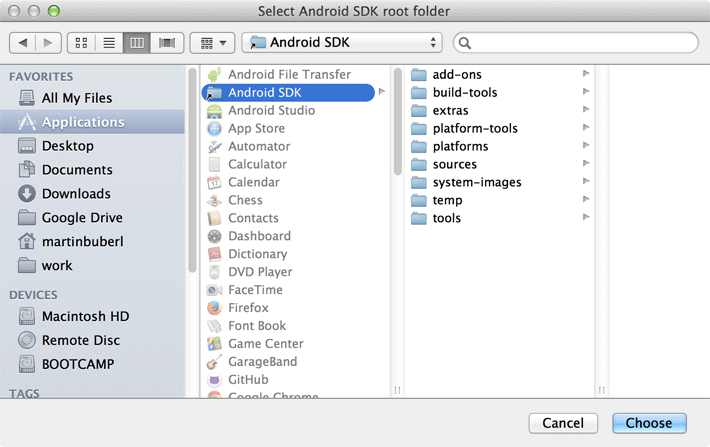 Select Android SDK root folder
Android SDK
FAVORITES
All My Files
Applications
Desktop
Documents
Downloads
Google Drive
martinbuberl
work
DEVICES
Macintosh HD
Remote Disc
BOOTCAMP
TAGS
Android File Transfer
Android SDK
Android Studio
App Store
Automator
Calculator
Calendar
Chess
Contacts
Dashboard
Dictionary
DVD Player
FaceTime
Firefox
Font Book
Game Center
GarageBand
GitHub
Google Chrome
add-ons
build-tools
extras
platform-tools
platforms
sources
system-images
temp
tools
Cancel
Choose